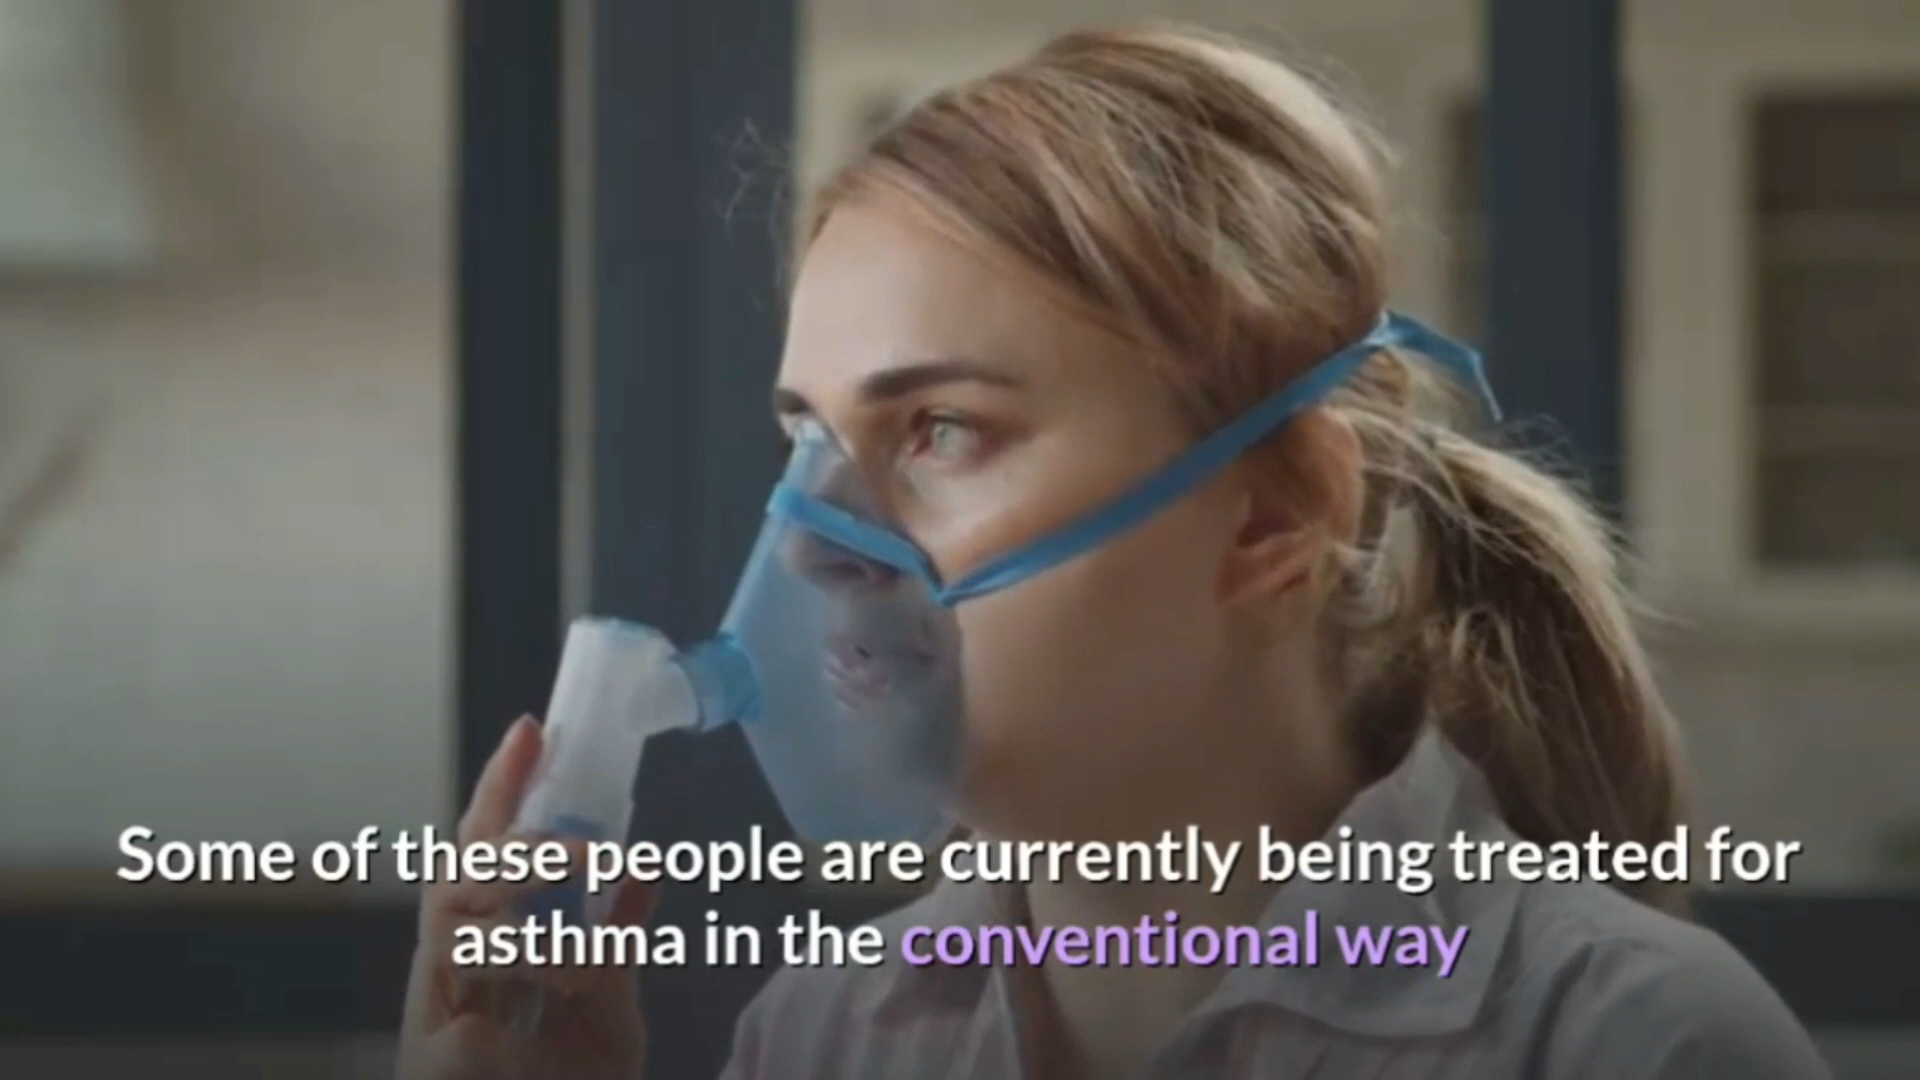 Some of these people are currently being treated for
asthma in the conventional way